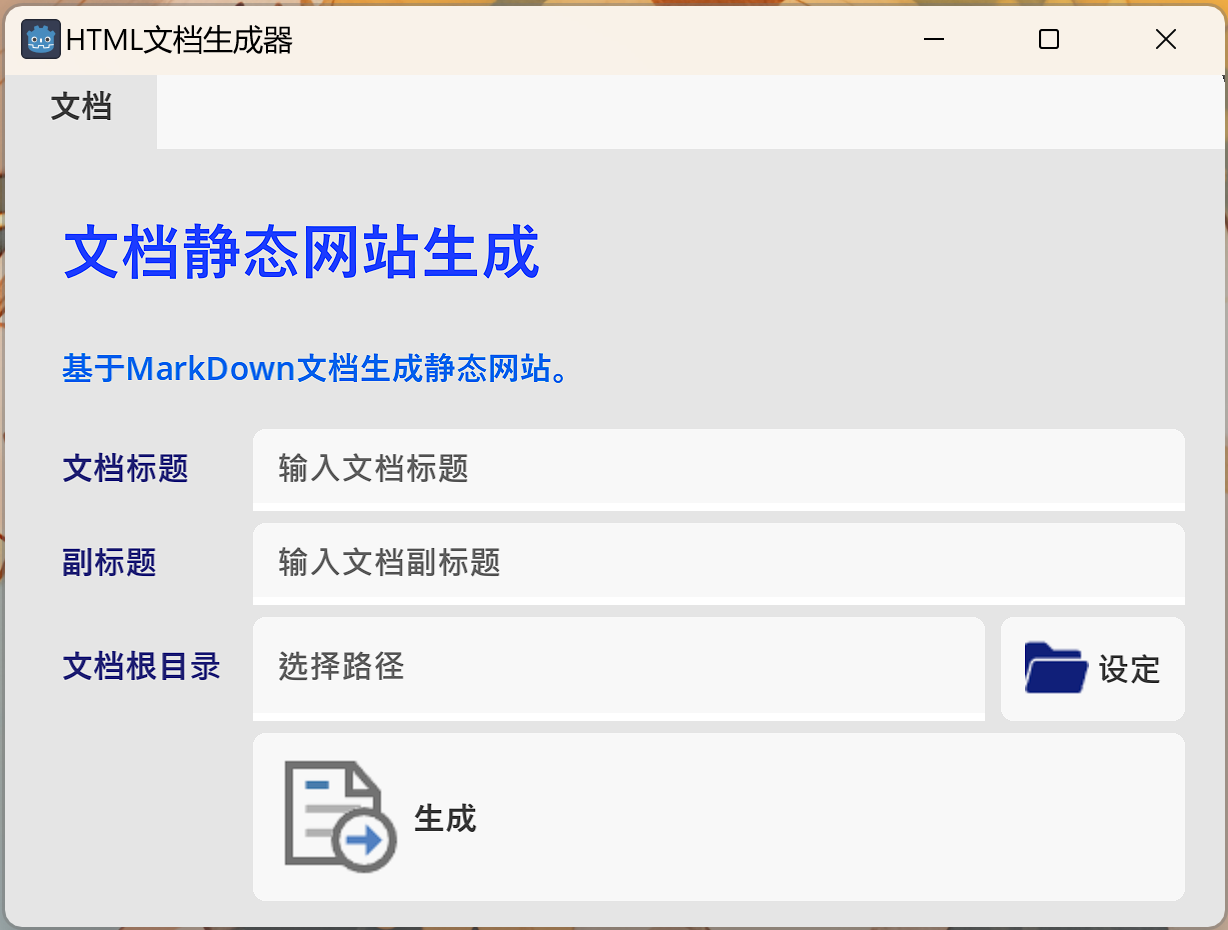 HTML文档生成器
文档
文档静态网站生成
基于MarkDown文档生成静态网站。
文档标题 输入文档标题
副标题 输入文档副标题
文档根目录 选择路径 设定
生成